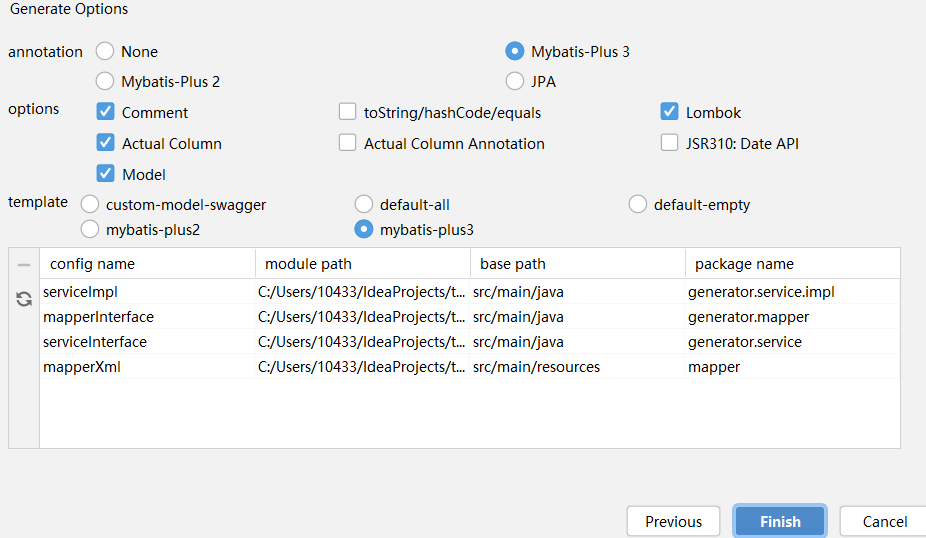 Generate Options
annotation None Mybatis-Plus 3
Mybatis-Plus 2 JPA
options Comment toString/hashCode/equals Lombok
Actual Column Actual Column Annotation JSR310: Date API
Model
template custom-model-swagger default-all default-empty
mybatis-plus2 mybatis-plus3
config name module path base path package name
serviceImpl C:/Users/10433/IdeaProjects/t... src/main/java generator.service.impl
mapperInterface C:/Users/10433/IdeaProjects/t... src/main/java generator.mapper
serviceInterface C:/Users/10433/IdeaProjects/t... src/main/java generator.service
mapperXml C:/Users/10433/IdeaProjects/t... src/main/resources mapper
Previous Finish Cancel